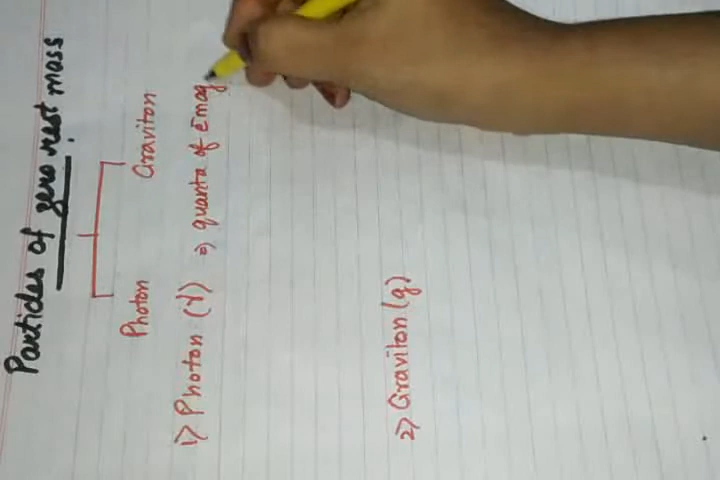 Particles of zero rest mass.
Photon Graviton
1) Photon (γ) ⇒ quanta of Emag
2) Graviton (g)